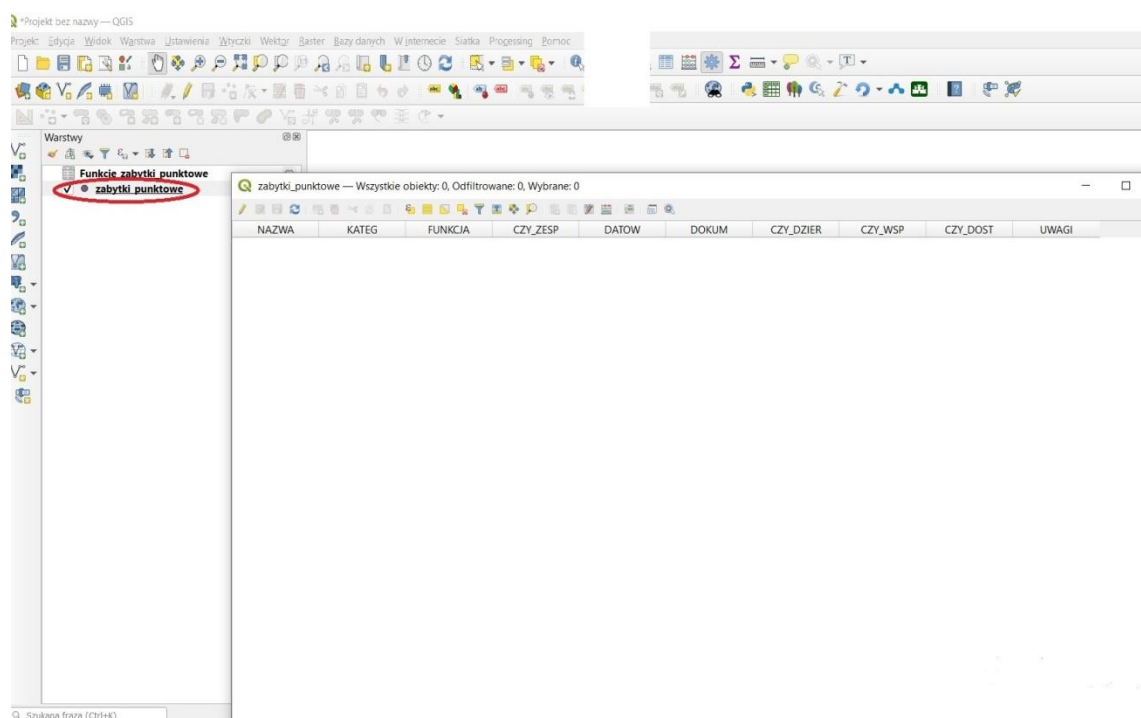 *Projekt bez nazwy — QGIS
Projekt Edycja Widok Warstwa Ustawienia Wtyczki Wektor Raster Bazy danych W internecie Siatka Processing Pomoc
Warstwy
Funkcje zabytki punktowe
zabytki punktowe
zabytki_punktowe — Wszystkie obiekty: 0, Odfiltrowane: 0, Wybrane: 0
NAZWA KATEG FUNKCJA CZY_ZESP DATOW DOKUM CZY_DZIER CZY_WSP CZY_DOST UWAGI
Szukana fraza (Ctrl+K)